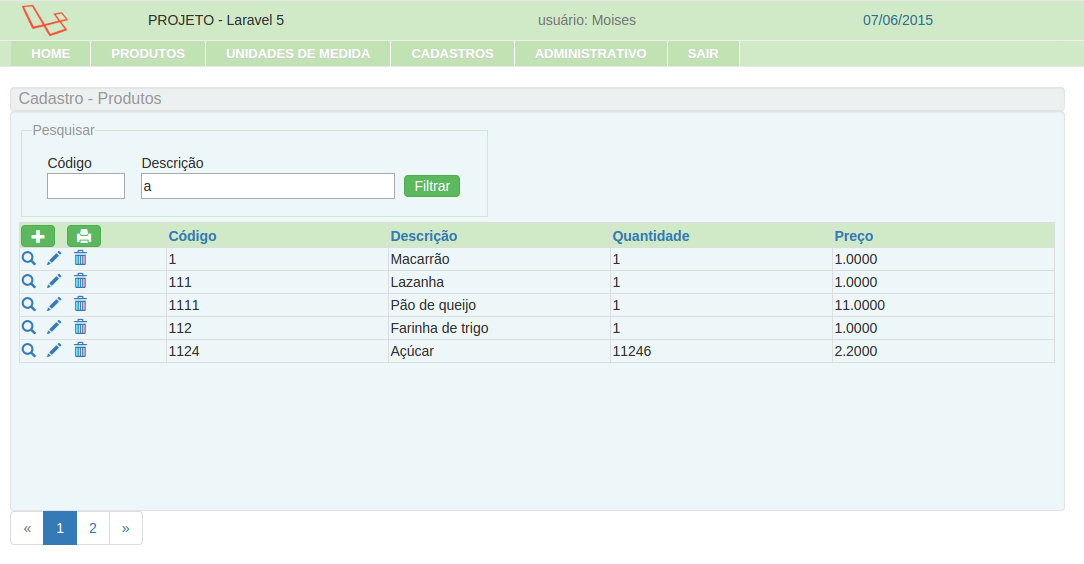 PROJETO - Laravel 5 usuário: Moises 07/06/2015
HOME PRODUTOS UNIDADES DE MEDIDA CADASTROS ADMINISTRATIVO SAIR
Cadastro - Produtos
Pesquisar
Código Descrição
a Filtrar
Código Descrição Quantidade Preço
1 Macarrão 1 1.0000
111 Lazanha 1 1.0000
1111 Pão de queijo 1 11.0000
112 Farinha de trigo 1 1.0000
1124 Açúcar 11246 2.2000
« 1 2 »